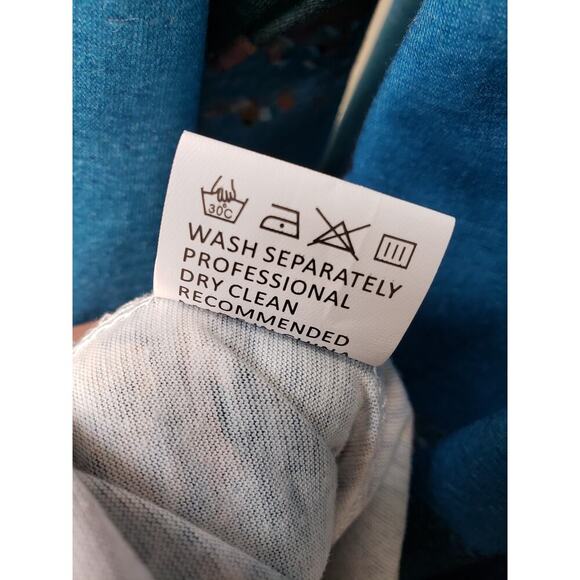 30°C
WASH SEPARATELY
PROFESSIONAL
DRY CLEAN
RECOMMENDED